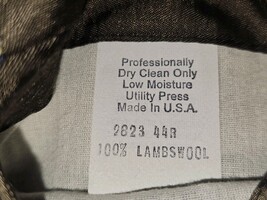 Professionally
Dry Clean Only
Low Moisture
Utility Press
Made In U.S.A.
9823 44R
100% LAMBSWOOL